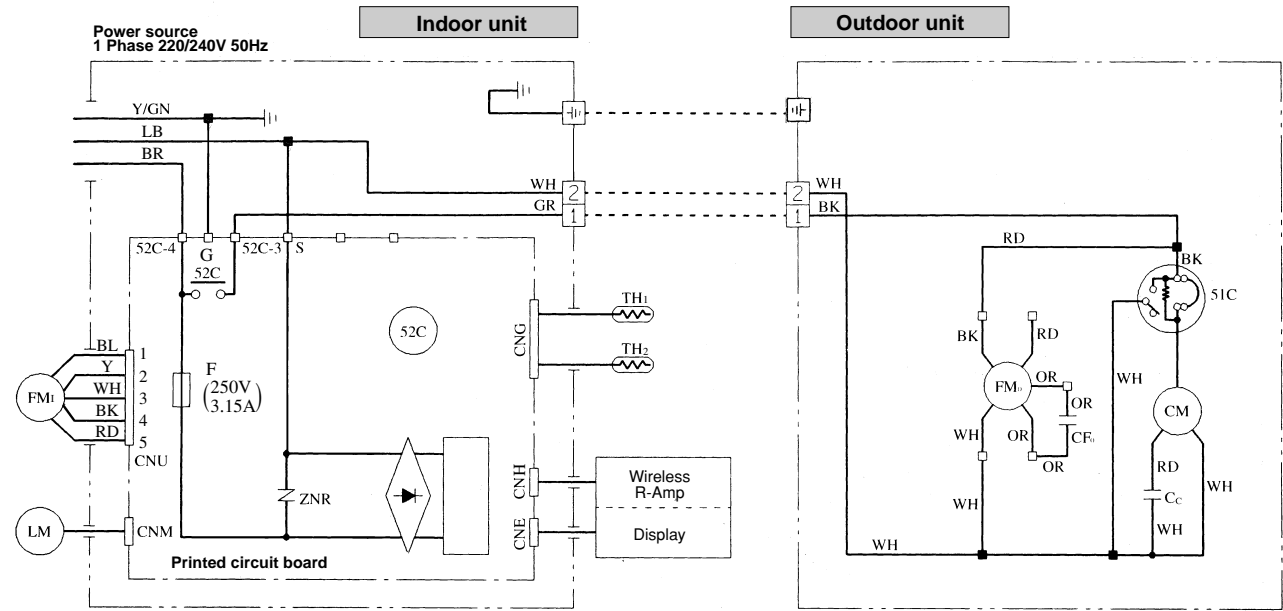 Indoor unit
Outdoor unit
Power source
1 Phase 220/240V 50Hz
Y/GN
LB
BR
WH
2
GR
1
2
WH
1
BK
52C-4
G
52C-3
S
52C
RD
BK
51C
52C
CNG
TH1
TH2
BL
1
Y
2
WH
3
BK
4
RD
5
FMI
CNU
F
(250V
3.15A)
BK
RD
FMO
OR
OR
CFO
WH
OR
OR
WH
WH
CM
RD
WH
CC
WH
WH
ZNR
CNH
Wireless
R-Amp
CNE
Display
LM
CNM
Printed circuit board